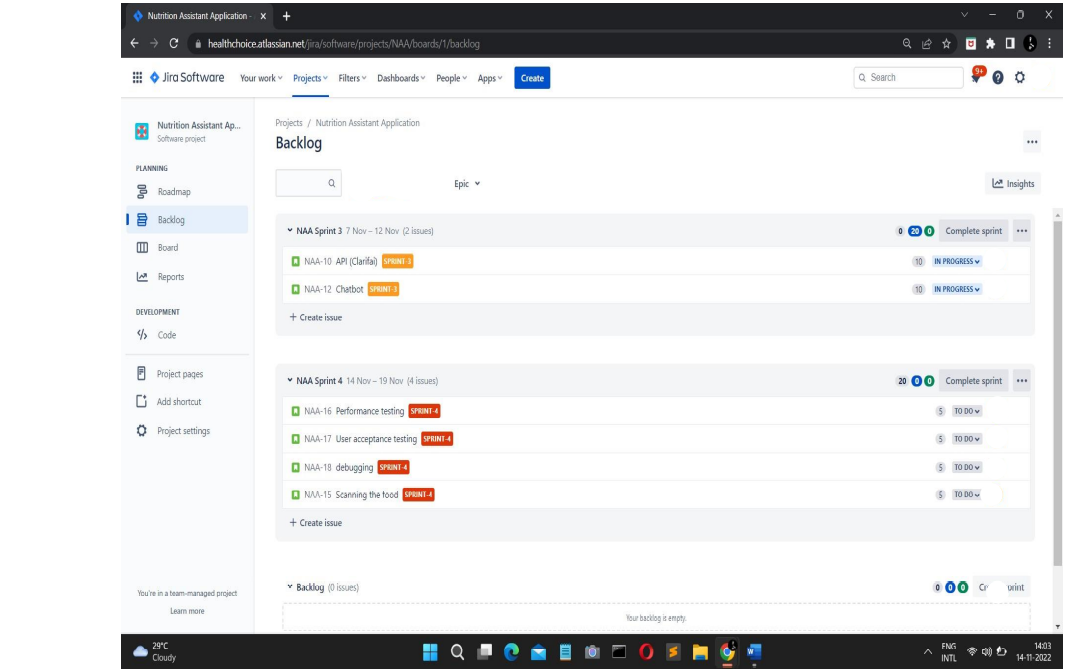 Nutrition Assistant Application -
healthchoice.atlassian.net/jira/software/projects/NAA/boards/1/backlog
Jira Software Your work Projects Filters Dashboards People Apps Create Search 9+
Nutrition Assistant Ap...
Software project
PLANNING
Roadmap
Backlog
Board
Reports
DEVELOPMENT
Code
Project pages
Add shortcut
Project settings
You're in a team-managed project
Learn more
Projects / Nutrition Assistant Application
Backlog
Epic
Insights
NAA Sprint 3 7 Nov – 12 Nov (2 issues) 0 20 0 Complete sprint
NAA-10 API (Clarifai) SPRINT-3 10 IN PROGRESS
NAA-12 Chatbot SPRINT-3 10 IN PROGRESS
+ Create issue
NAA Sprint 4 14 Nov – 19 Nov (4 issues) 20 0 0 Complete sprint
NAA-16 Performance testing SPRINT-4 5 TO DO
NAA-17 User acceptance testing SPRINT-4 5 TO DO
NAA-18 debugging SPRINT-4 5 TO DO
NAA-15 Scanning the food SPRINT-4 5 TO DO
+ Create issue
Backlog (0 issues) 0 0 0
Your backlog is empty.
29°C
Cloudy
ENG
INTL
14:03
14-11-2022